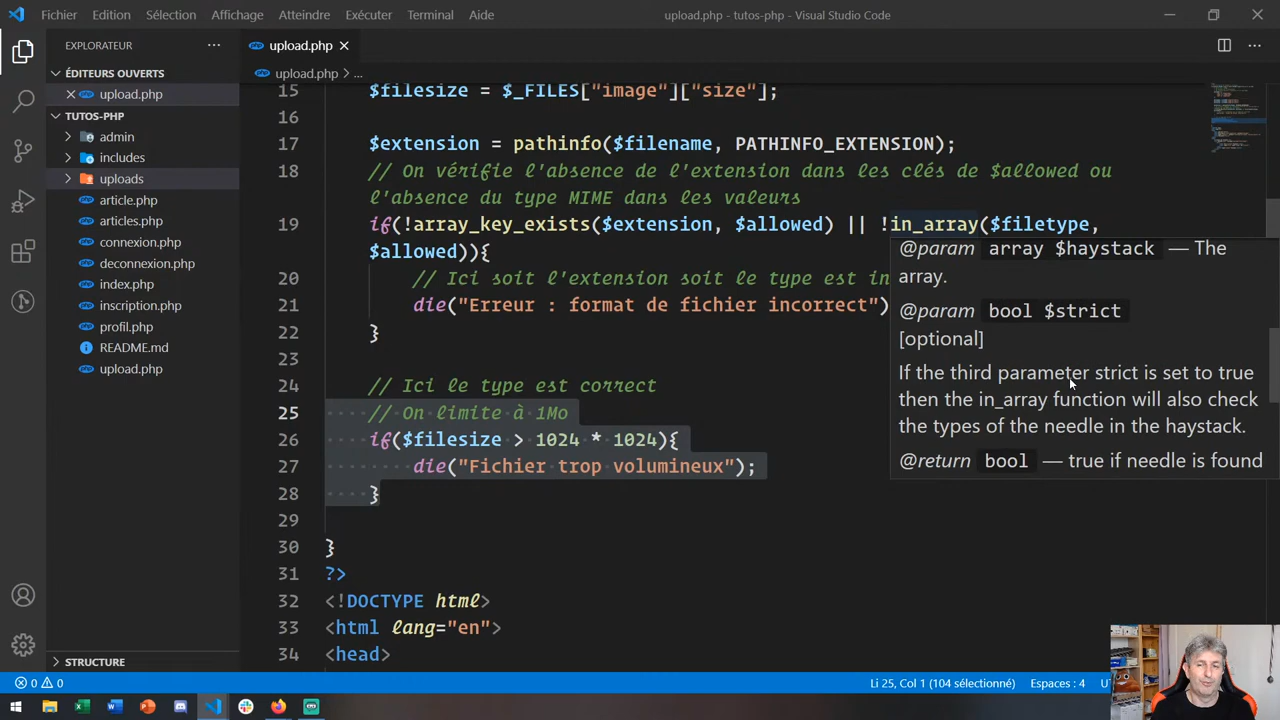 Fichier Edition Sélection Affichage Atteindre Exécuter Terminal Aide upload.php - tutos-php - Visual Studio Code
EXPLORATEUR
ÉDITEURS OUVERTS
upload.php
TUTOS-PHP
admin
includes
uploads
article.php
articles.php
connexion.php
deconnexion.php
index.php
inscription.php
profil.php
README.md
upload.php
STRUCTURE
php upload.php
php upload.php > ...
15 $filesize = $_FILES["image"]["size"];
16
17 $extension = pathinfo($filename, PATHINFO_EXTENSION);
18 // On vérifie l'absence de l'extension dans les clés de $allowed ou
l'absence du type MIME dans les valeurs
19 if(!array_key_exists($extension, $allowed) || !in_array($filetype,
$allowed)){
20 // Ici soit l'extension soit le type est in
21 die("Erreur : format de fichier incorrect")
22 }
23
24 // Ici le type est correct
25 // On limite à 1Mo
26 if($filesize > 1024 * 1024){
27 die("Fichier trop volumineux");
28 }
29
30 }
31 ?>
32 <!DOCTYPE html>
33 <html lang="en">
34 <head>
@param array $haystack — The
array.
@param bool $strict
[optional]
If the third parameter strict is set to true
then the in_array function will also check
the types of the needle in the haystack.
@return bool — true if needle is found
0 0 Li 25, Col 1 (104 sélectionné) Espaces : 4